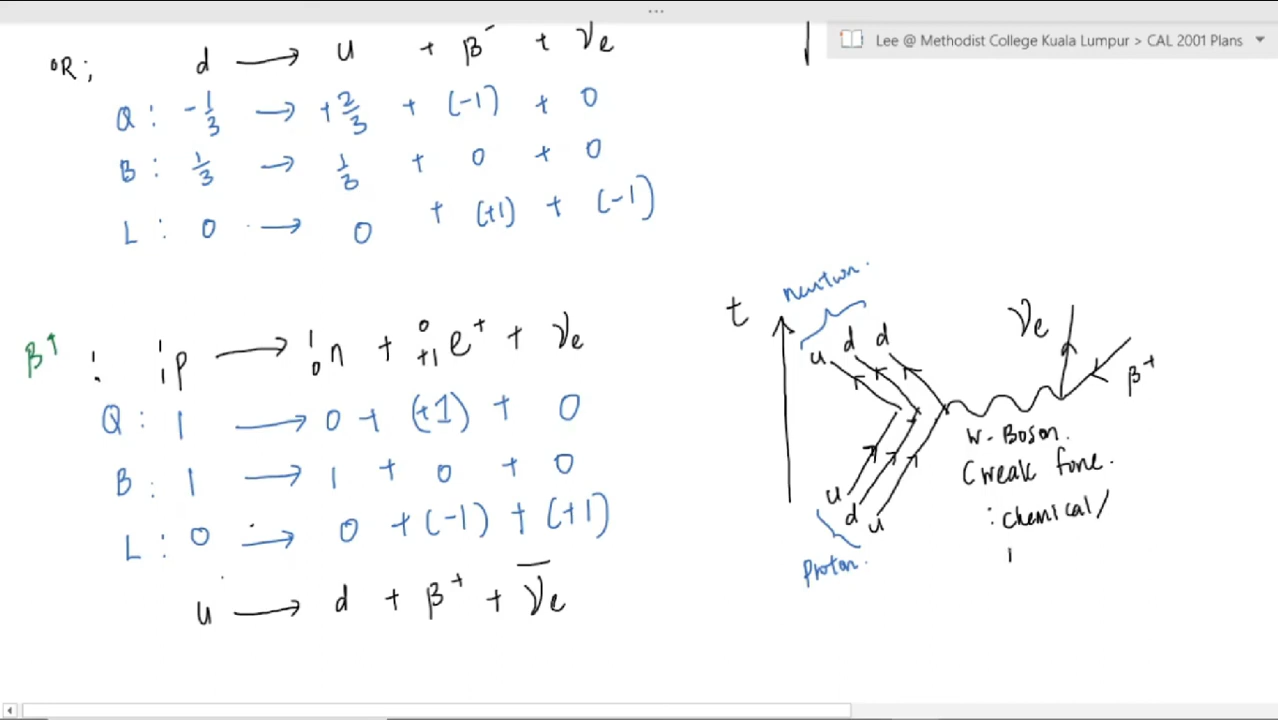 Lee @ Methodist College Kuala Lumpur > CAL 2001 Plans
OR; d → u + β⁻ + νe
Q : -1/3 → +2/3 + (-1) + 0
B : 1/3 → 1/3 + 0 + 0
L : 0 → 0 + (+1) + (-1)
β↑ : ¹₁p → ¹₀n + ⁰₊₁e⁺ + νe
Q : 1 → 0 + (+1) + 0
B : 1 → 1 + 0 + 0
L : 0 → 0 + (-1) + (+1)
u → d + β⁺ + ν̅e
t
Neutron.
u d d
νe
β⁺
W-Boson.
(weak force.
: chemical/
u
d
u
Proton.